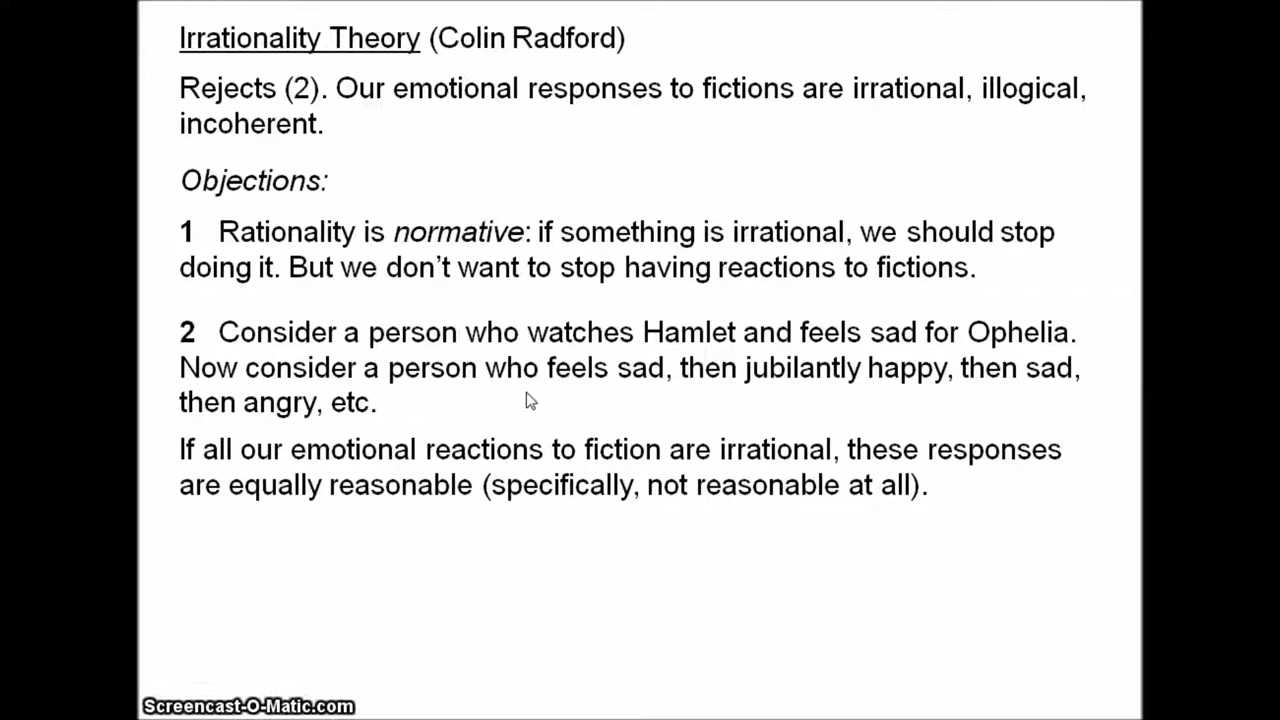 Irrationality Theory (Colin Radford)
Rejects (2). Our emotional responses to fictions are irrational, illogical,
incoherent.
Objections:
1 Rationality is normative: if something is irrational, we should stop
doing it. But we don’t want to stop having reactions to fictions.
2 Consider a person who watches Hamlet and feels sad for Ophelia.
Now consider a person who feels sad, then jubilantly happy, then sad,
then angry, etc.
If all our emotional reactions to fiction are irrational, these responses
are equally reasonable (specifically, not reasonable at all).
Screencast-O-Matic.com